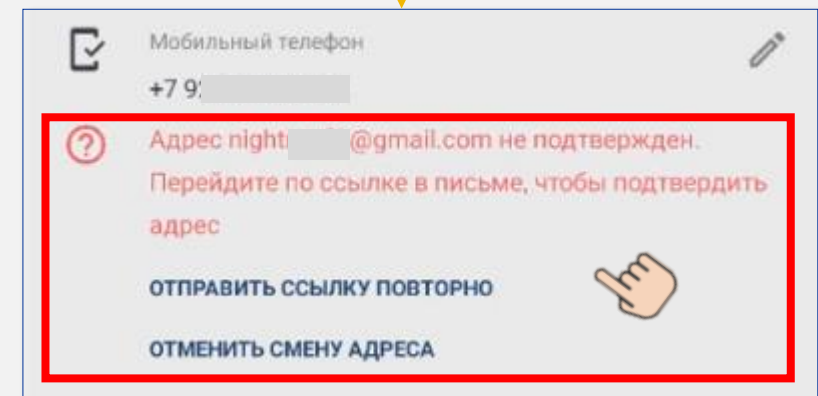 Мобильный телефон
+7 9
Адрес night @gmail.com не подтвержден.
Перейдите по ссылке в письме, чтобы подтвердить
адрес
ОТПРАВИТЬ ССЫЛКУ ПОВТОРНО
ОТМЕНИТЬ СМЕНУ АДРЕСА